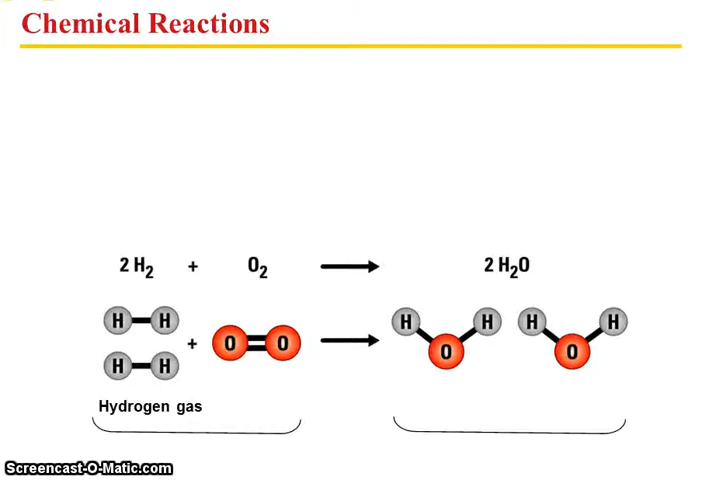 Chemical Reactions
2 H₂ + O₂ → 2 H₂O
H H + O O → H H H H
H H O O
Hydrogen gas
Screencast-O-Matic.com